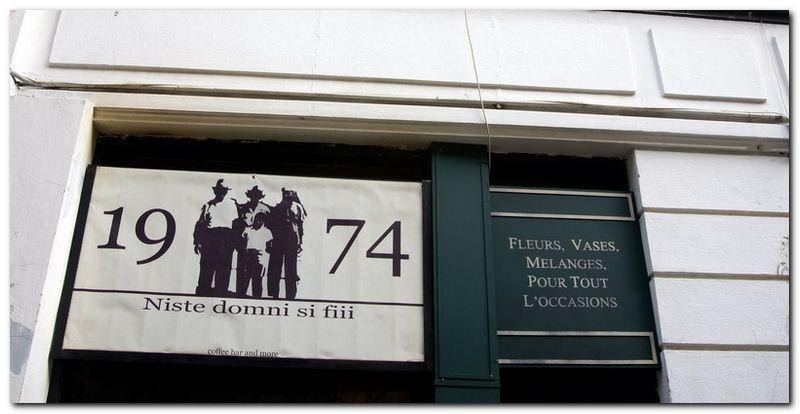 19 74
Niste domni si fiii
coffee bar and more
FLEURS, VASES,
MELANGES,
POUR TOUT
L'OCCASIONS